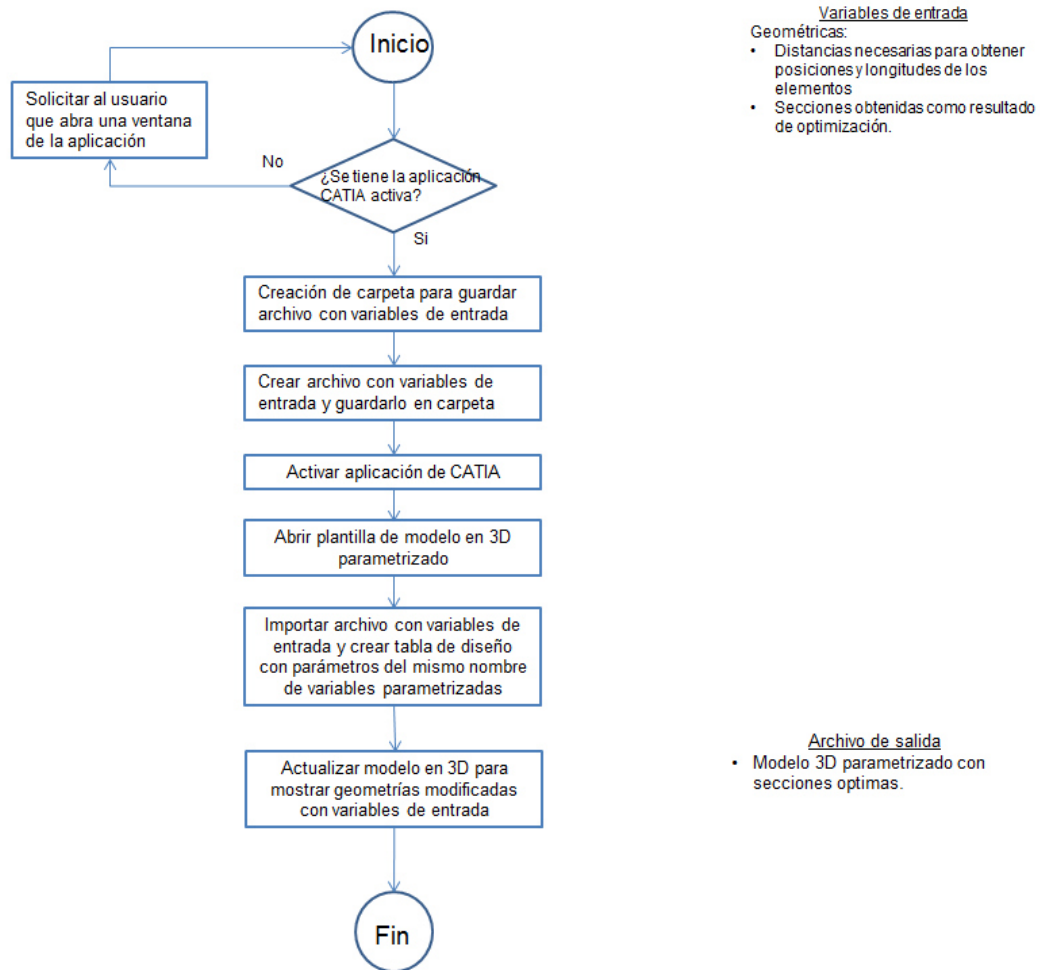 Inicio
Solicitar al usuario
que abra una ventana
de la aplicación
No
¿Se tiene la aplicación
CATIA activa?
Si
Creación de carpeta para guardar
archivo con variables de entrada
Crear archivo con variables de
entrada y guardarlo en carpeta
Activar aplicación de CATIA
Abrir plantilla de modelo en 3D
parametrizado
Importar archivo con variables de
entrada y crear tabla de diseño
con parámetros del mismo nombre
de variables parametrizadas
Actualizar modelo en 3D para
mostrar geometrías modificadas
con variables de entrada
Fin
Variables de entrada
Geométricas:
• Distancias necesarias para obtener
posiciones y longitudes de los
elementos
• Secciones obtenidas como resultado
de optimización.
Archivo de salida
• Modelo 3D parametrizado con
secciones optimas.